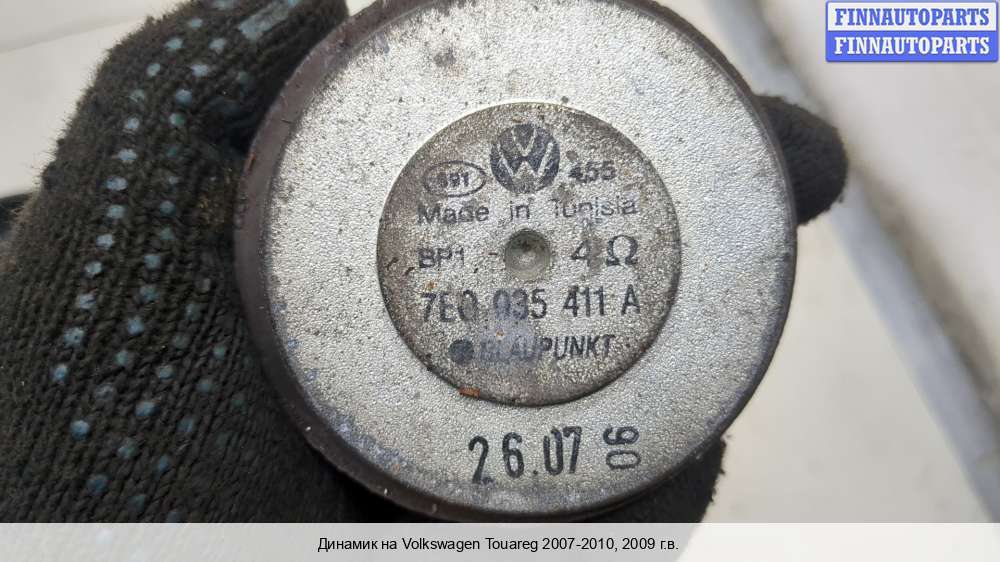 FINNAUTOPARTS
FINNAUTOPARTS
591 455
Made in Tunisia
BP1 4 Ω
7E0 035 411 A
BLAUPUNKT
26.07 06
Динамик на Volkswagen Touareg 2007-2010, 2009 г.в.